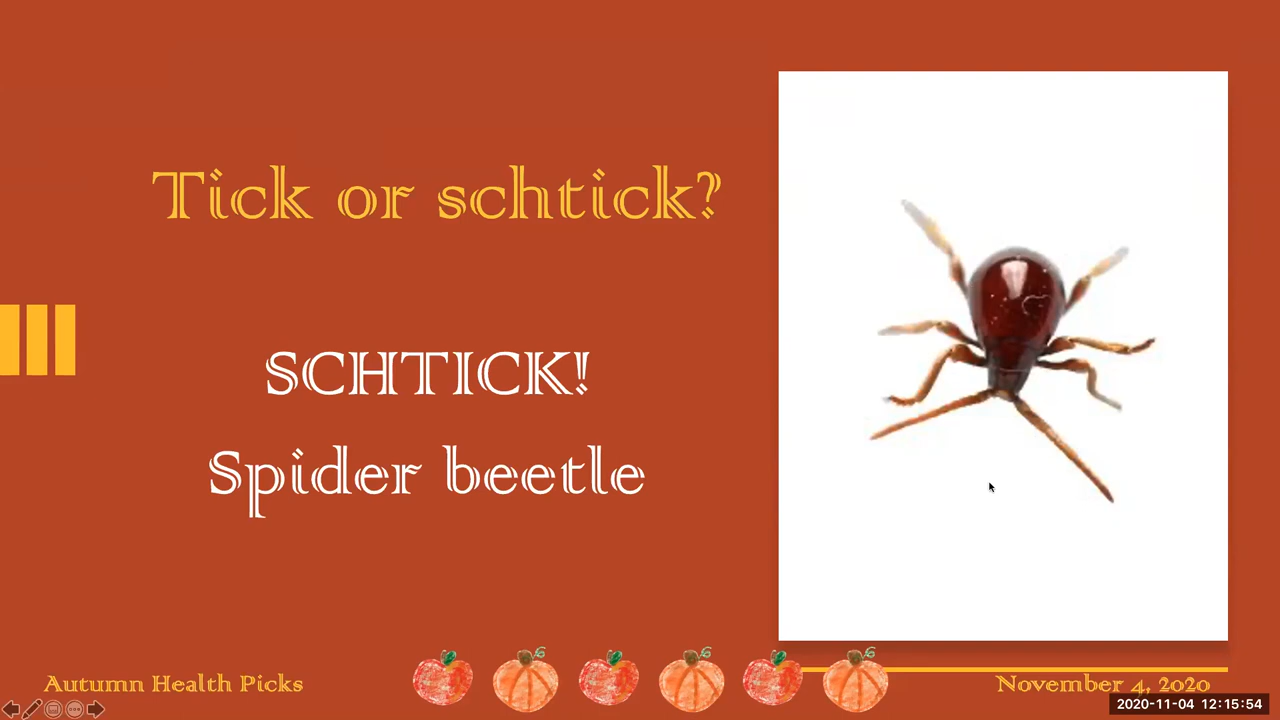 Tick or schtick?
SCHTICK!
Spider beetle
Autumn Health Picks
November 4, 2020
2020-11-04 12:15:54